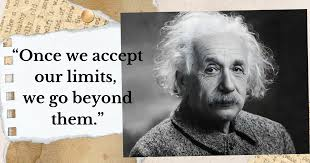 “Once we accept
our limits,
we go beyond
them.”